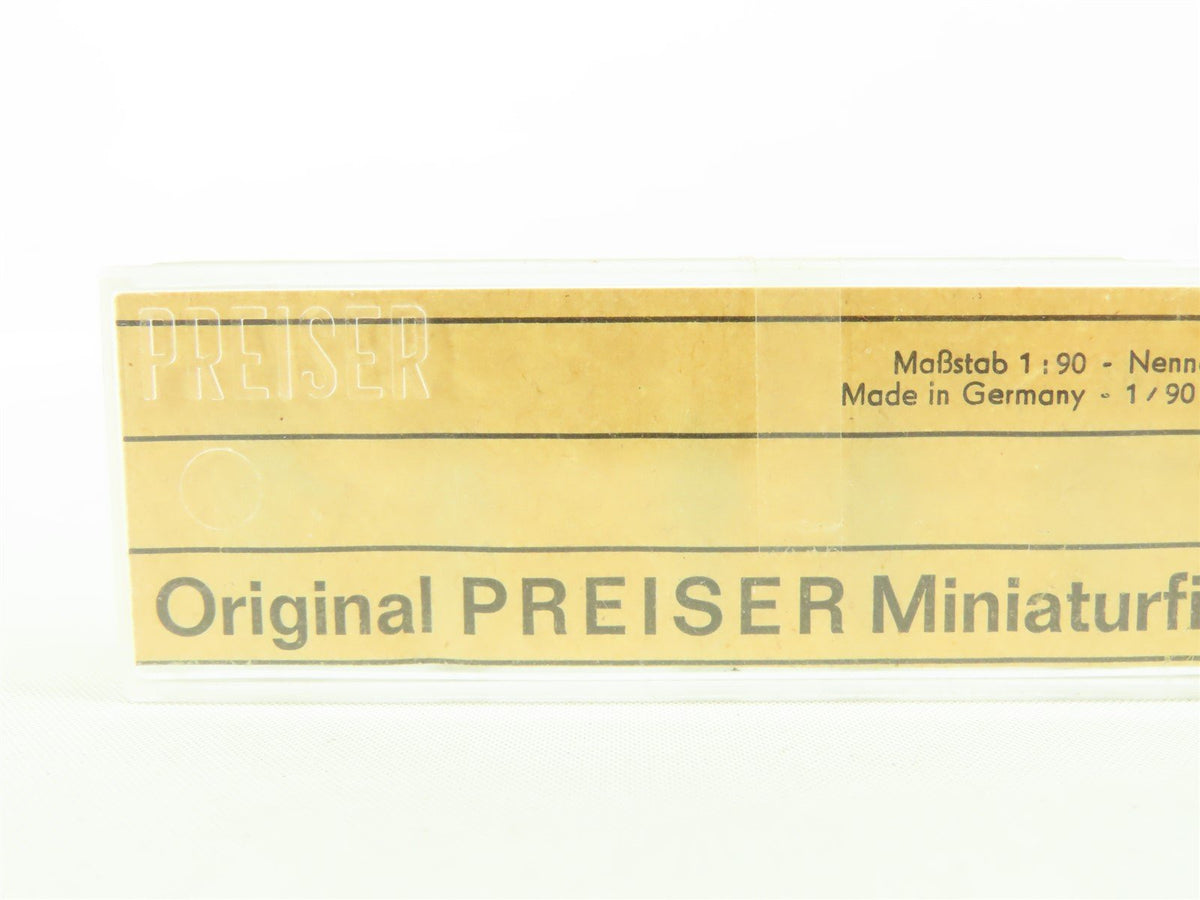 PREISER
Maßstab 1:90 - Nenn
Made in Germany - 1/90
Original PREISER Miniaturfi